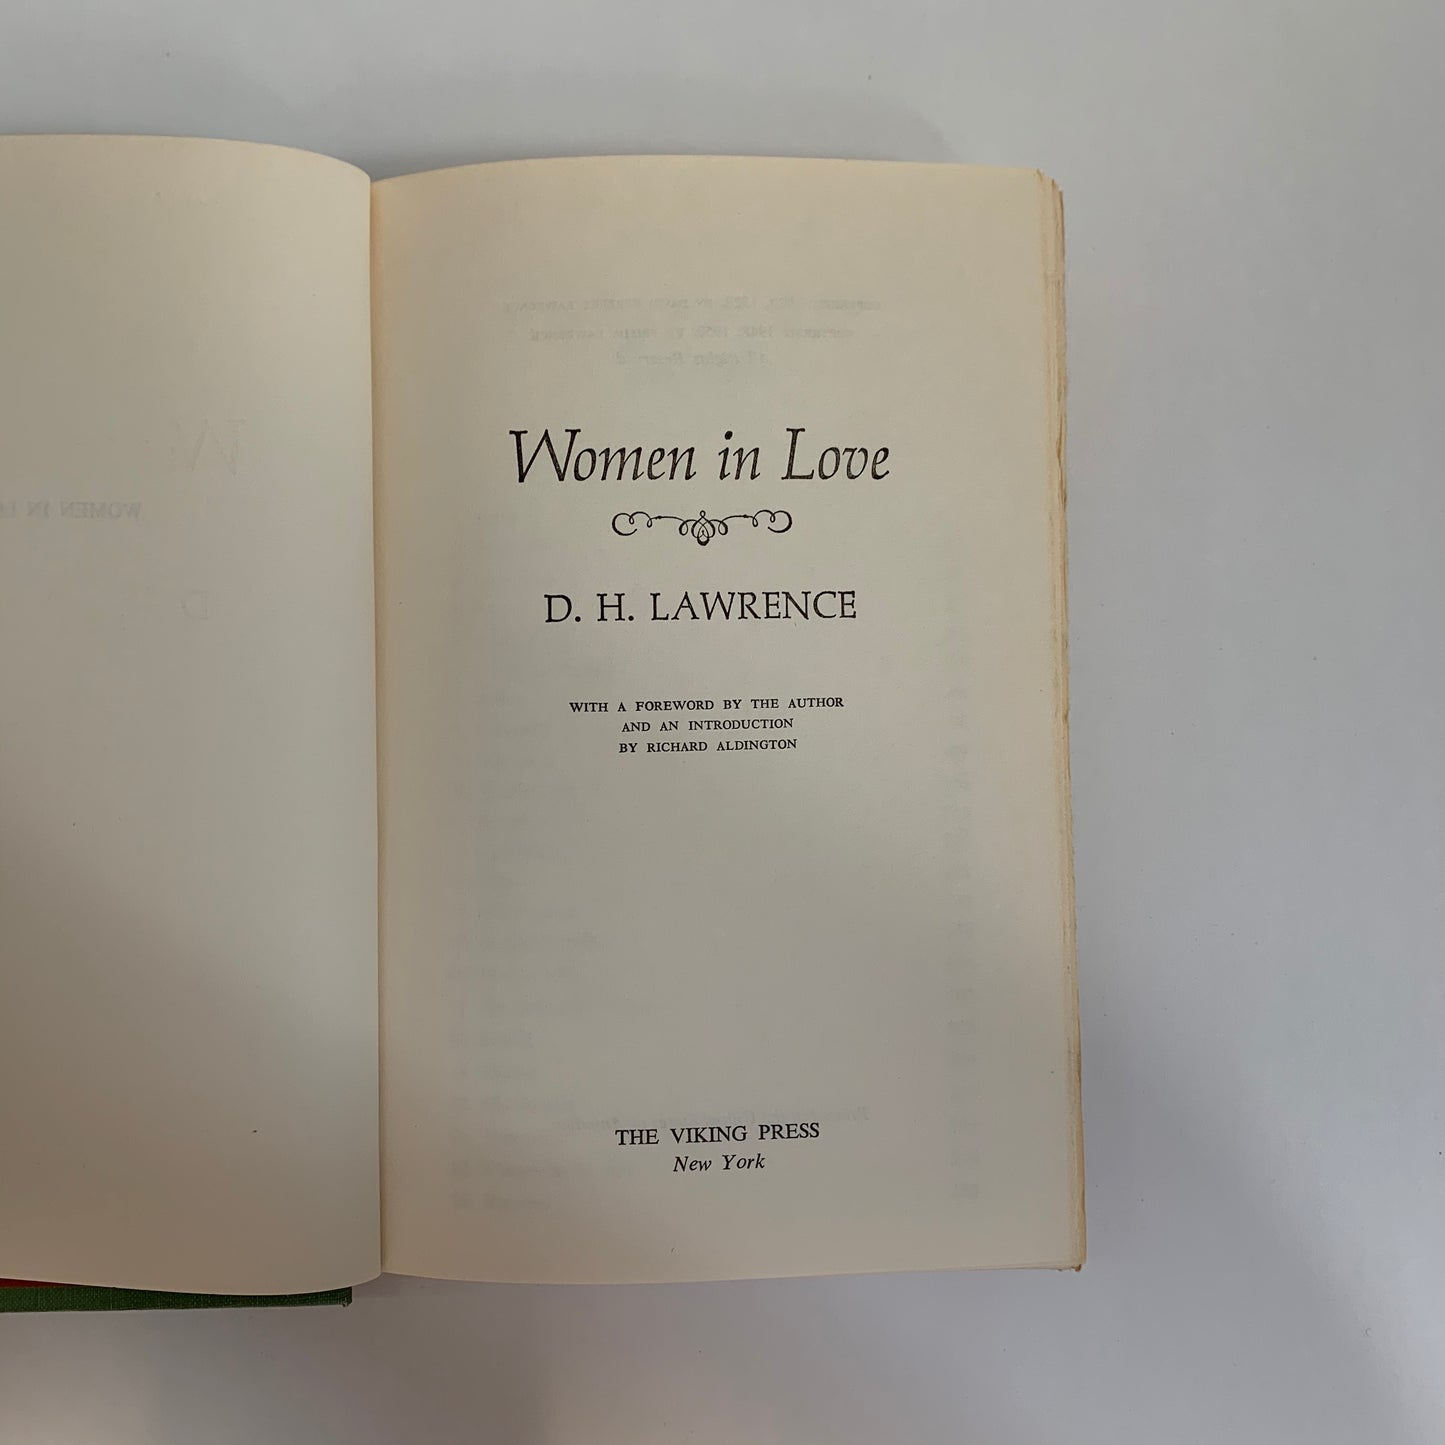 Women in Love
D. H. LAWRENCE
WITH A FOREWORD BY THE AUTHOR
AND AN INTRODUCTION
BY RICHARD ALDINGTON
THE VIKING PRESS
New York